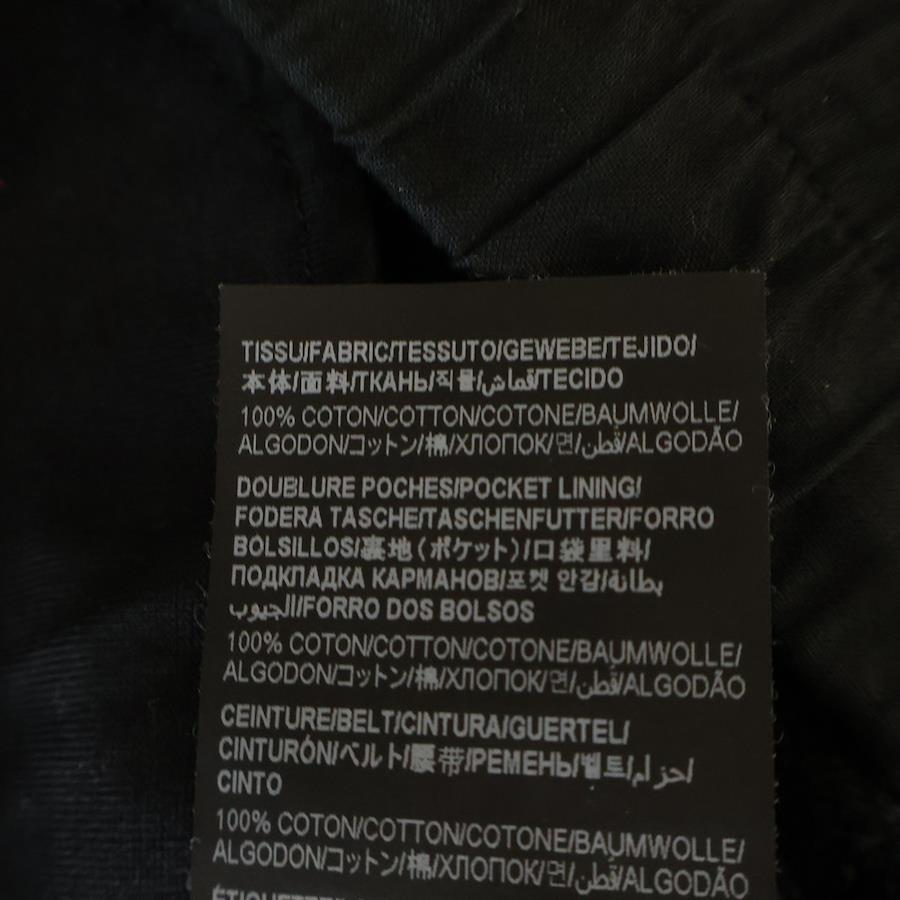 TISSU/FABRIC/TESSUTO/GEWEBE/TEJIDO/
本体/面料/ТКАНЬ/직물/قماش/TECIDO
100% COTON/COTTON/COTONE/BAUMWOLLE/
ALGODON/コットン/棉/ХЛОПОК/면/قطن/ALGODÃO
DOUBLURE POCHES/POCKET LINING/
FODERA TASCHE/TASCHENFUTTER/FORRO
BOLSILLOS/裏地(ポケット)/口袋里料/
ПОДКЛАДКА КАРМАНОВ/포켓 안감/بطانة
الجيوب/FORRO DOS BOLSOS
100% COTON/COTTON/COTONE/BAUMWOLLE/
ALGODON/コットン/棉/ХЛОПОК/면/قطن/ALGODÃO
CEINTURE/BELT/CINTURA/GUERTEL/
CINTURÓN/ベルト/腰带/РЕМЕНЬ/벨트/حزام/
CINTO
100% COTON/COTTON/COTONE/BAUMWOLLE/
ALGODON/コットン/棉/ХЛОПОК/면/قطن/ALGODÃO